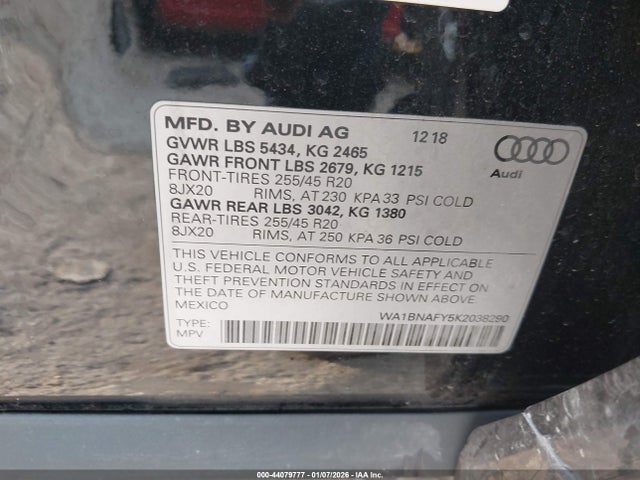 MFD. BY AUDI AG 12 18
GVWR LBS 5434, KG 2465
GAWR FRONT LBS 2679, KG 1215
FRONT-TIRES 255/45 R20
8JX20 RIMS, AT 230 KPA 33 PSI COLD
GAWR REAR LBS 3042, KG 1380
REAR-TIRES 255/45 R20
8JX20 RIMS, AT 250 KPA 36 PSI COLD
Audi
THIS VEHICLE CONFORMS TO ALL APPLICABLE
U.S. FEDERAL MOTOR VEHICLE SAFETY AND
THEFT PREVENTION STANDARDS IN EFFECT ON
THE DATE OF MANUFACTURE SHOWN ABOVE.
MEXICO
WA1BNAFY5K2038290
TYPE:
MPV
000-44079777 - 01/07/2026 - IAA Inc.